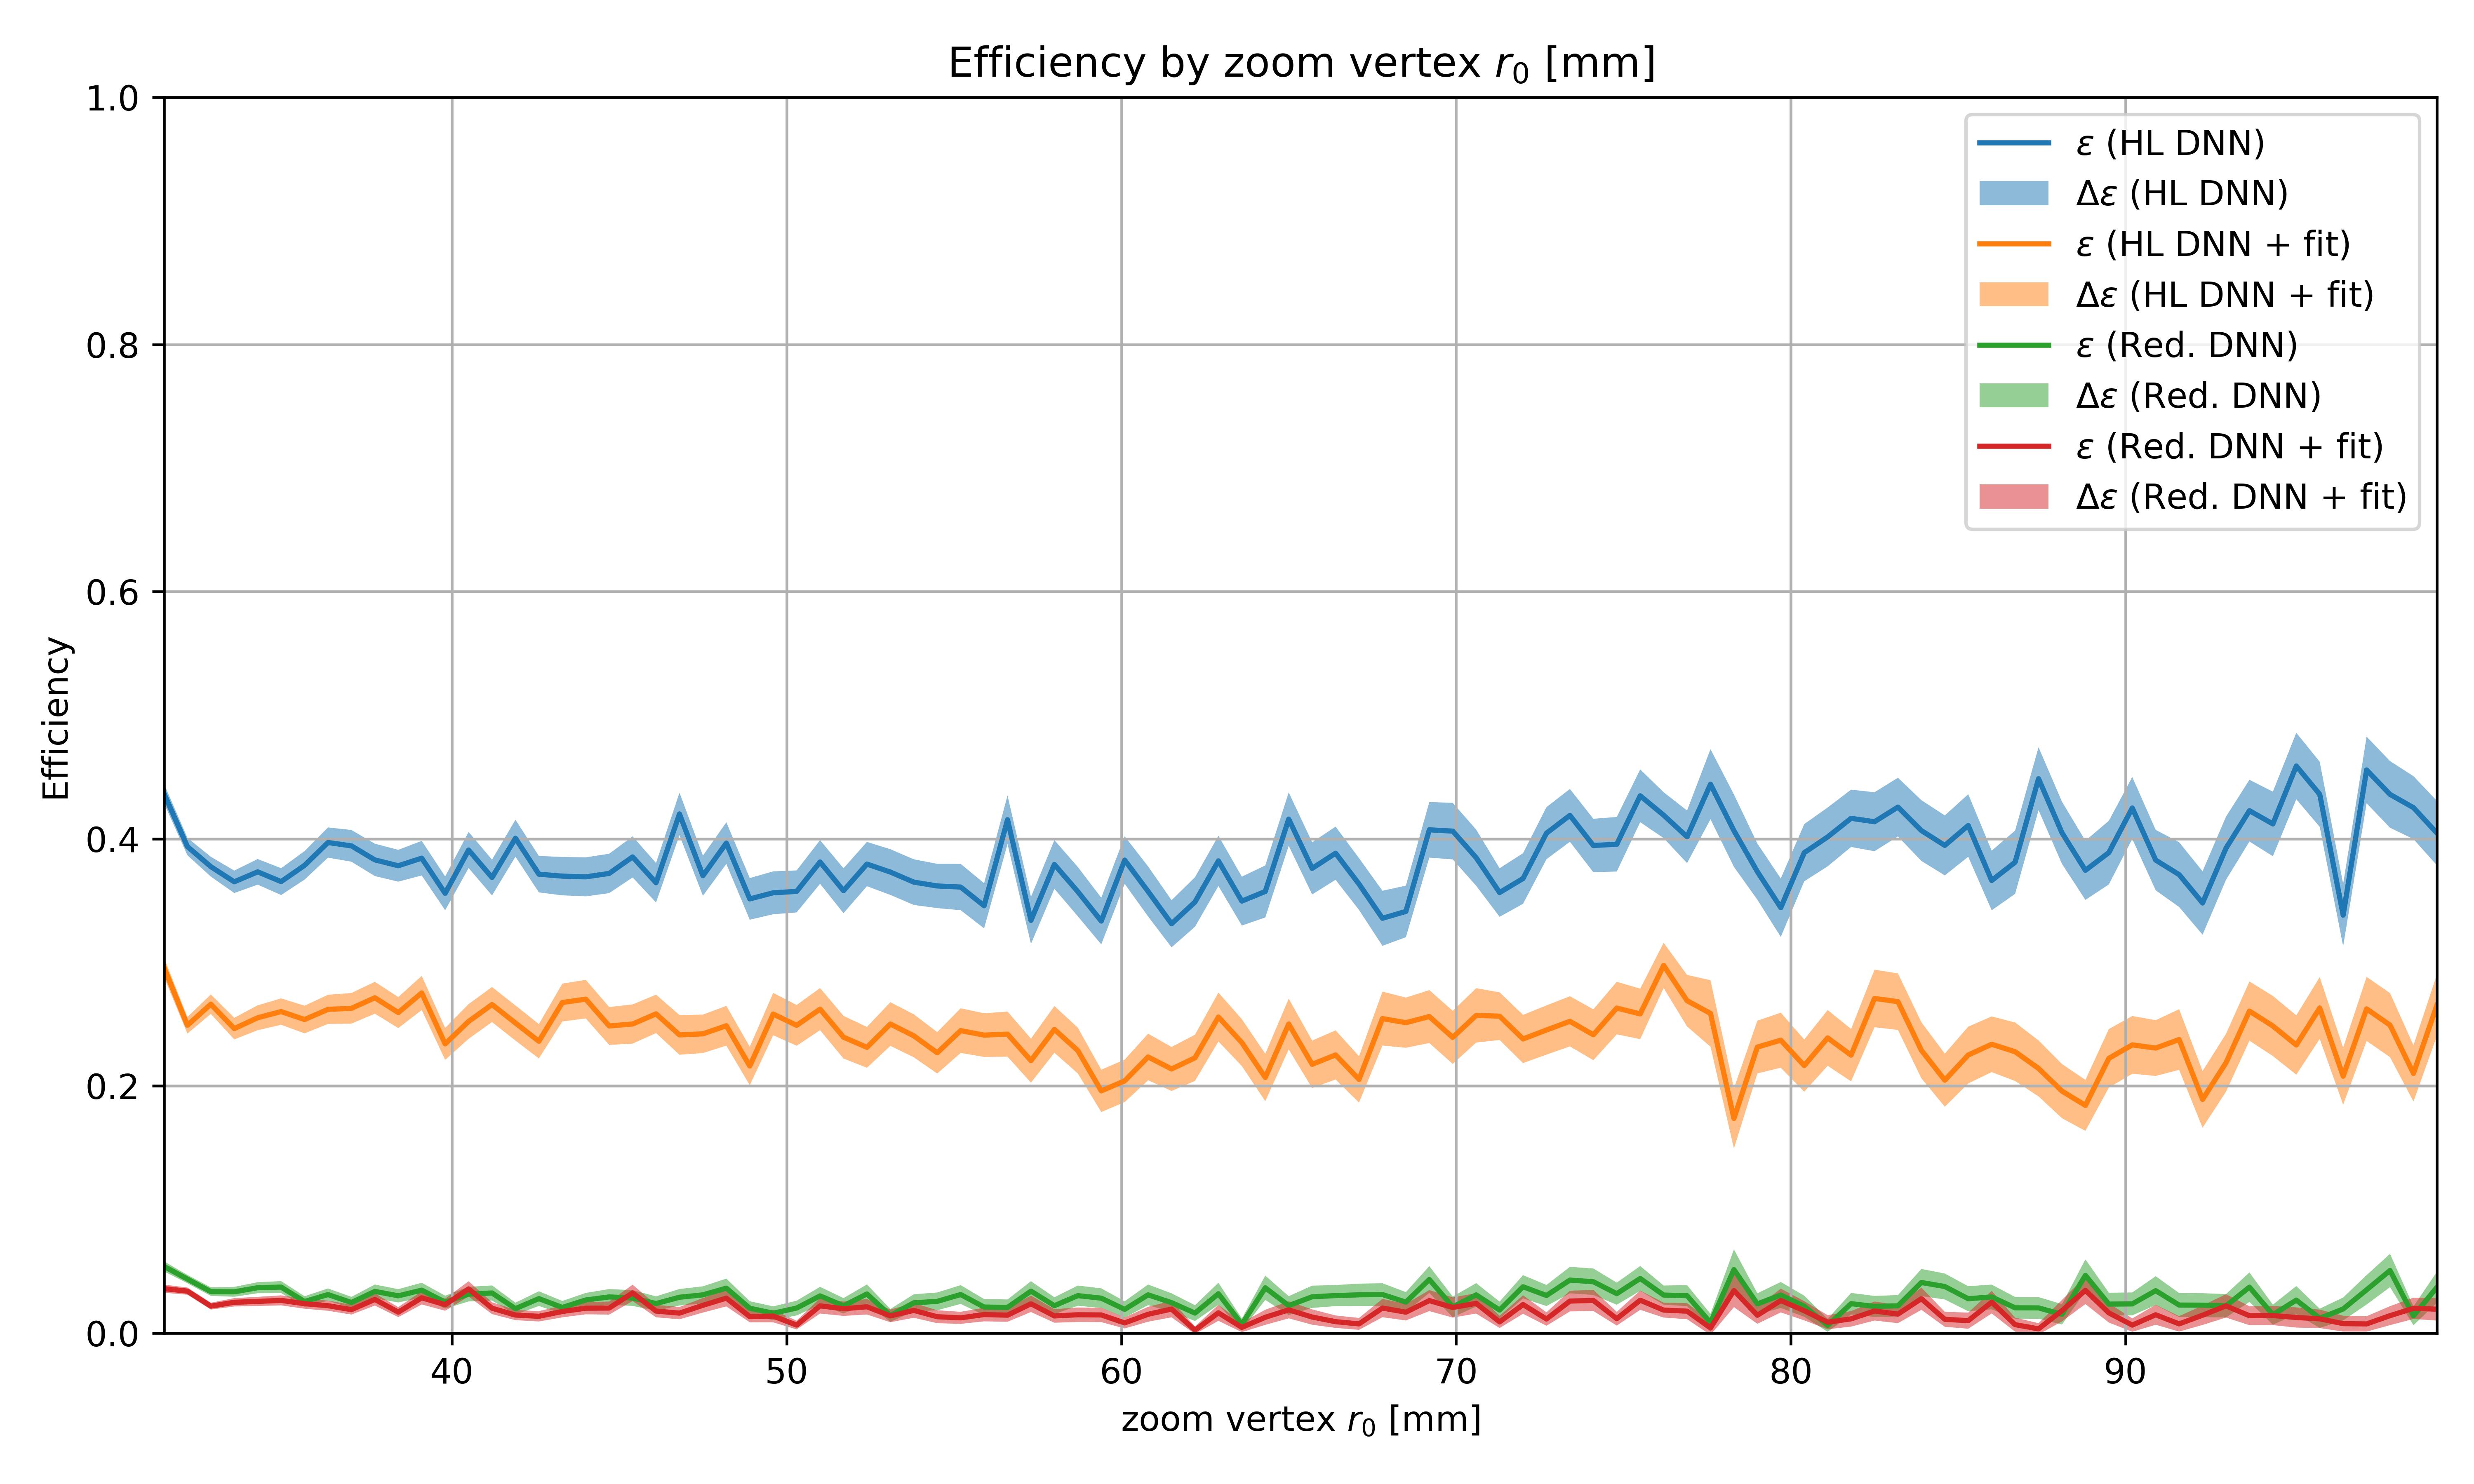 Efficiency by zoom vertex r₀ [mm]
1.0
0.8
0.6
0.4
0.2
0.0
Efficiency
ε (HL DNN)
Δε (HL DNN)
ε (HL DNN + fit)
Δε (HL DNN + fit)
ε (Red. DNN)
Δε (Red. DNN)
ε (Red. DNN + fit)
Δε (Red. DNN + fit)
40 50 60 70 80 90
zoom vertex r₀ [mm]